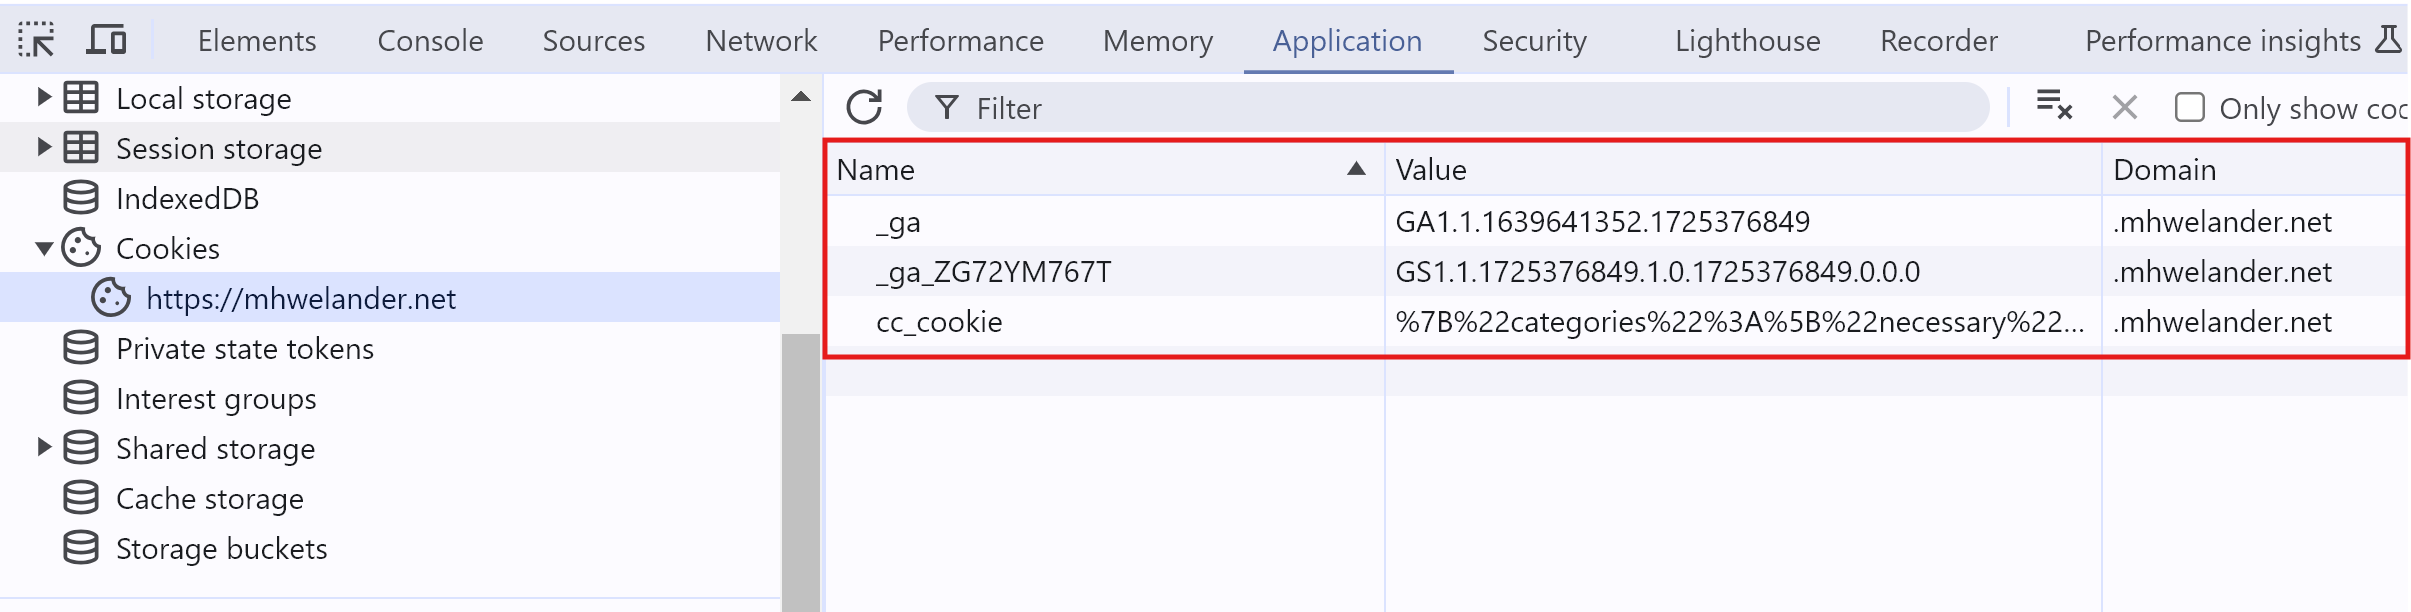 Elements Console Sources Network Performance Memory Application Security Lighthouse Recorder Performance insights
Local storage
Session storage
IndexedDB
Cookies
https://mhwelander.net
Private state tokens
Interest groups
Shared storage
Cache storage
Storage buckets
Filter Only show coo
Name Value Domain
_ga GA1.1.1639641352.1725376849 .mhwelander.net
_ga_ZG72YM767T GS1.1.1725376849.1.0.1725376849.0.0.0 .mhwelander.net
cc_cookie %7B%22categories%22%3A%5B%22necessary%22... .mhwelander.net